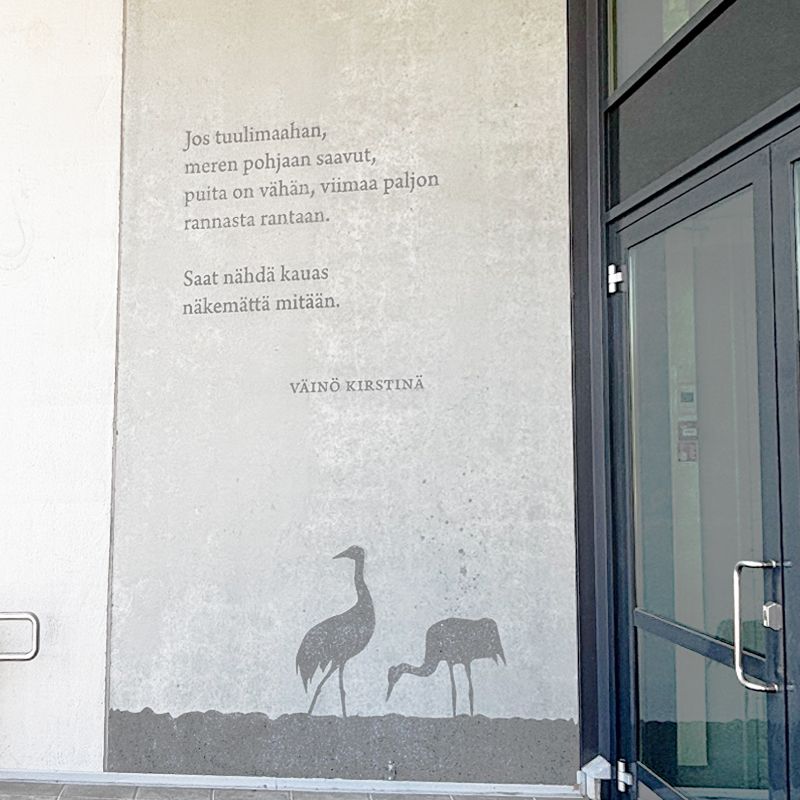 Jos tuulimaahan,
meren pohjaan saavut,
puita on vähän, viimaa paljon
rannasta rantaan.
Saat nähdä kauas
näkemättä mitään.
VÄINÖ KIRSTINÄ